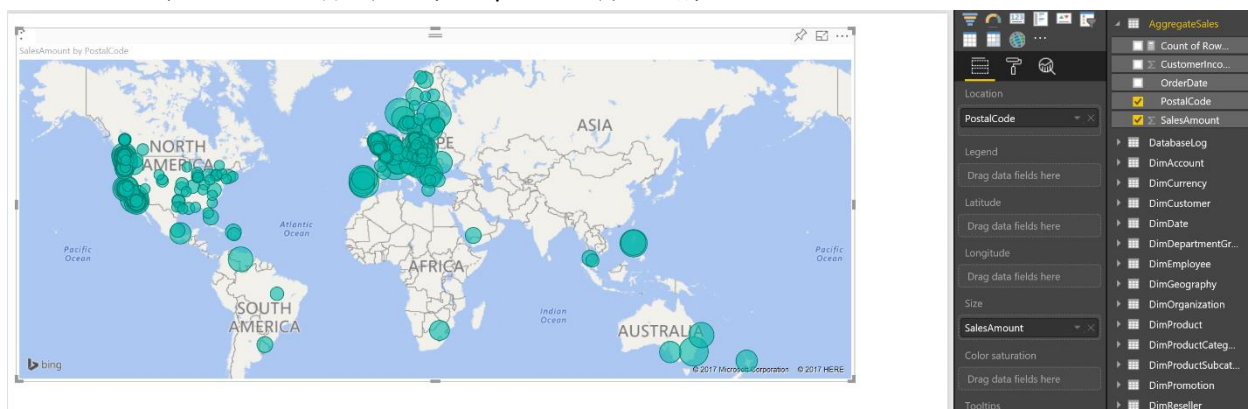 SalesAmount by PostalCode
NORTH
AMERICA
ASIA
Atlantic
Ocean
Pacific
Ocean
Pacific
Ocean
AFRICA
SOUTH
AMERICA
Indian
Ocean
AUSTRALIA
bing
© 2017 Microsoft Corporation © 2017 HERE
Location
PostalCode
Legend
Drag data fields here
Latitude
Drag data fields here
Longitude
Drag data fields here
Size
SalesAmount
Color saturation
Drag data fields here
Tooltips
AggregateSales
Count of Row...
CustomerInco...
OrderDate
PostalCode
SalesAmount
DatabaseLog
DimAccount
DimCurrency
DimCustomer
DimDate
DimDepartmentGr...
DimEmployee
DimGeography
DimOrganization
DimProduct
DimProductCateg...
DimProductSubcat...
DimPromotion
DimReseller